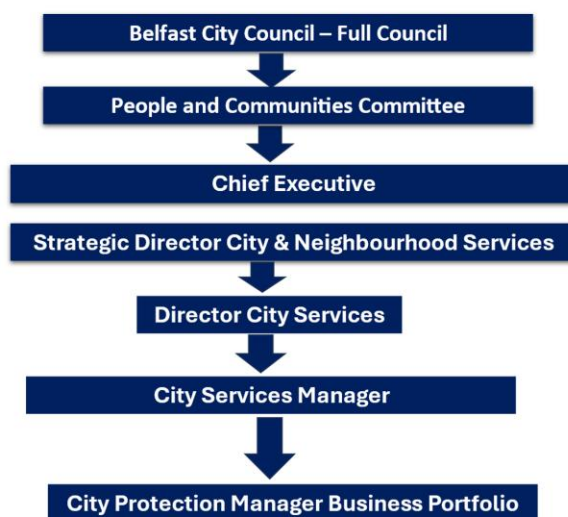 Belfast City Council – Full Council
People and Communities Committee
Chief Executive
Strategic Director City & Neighbourhood Services
Director City Services
City Services Manager
City Protection Manager Business Portfolio